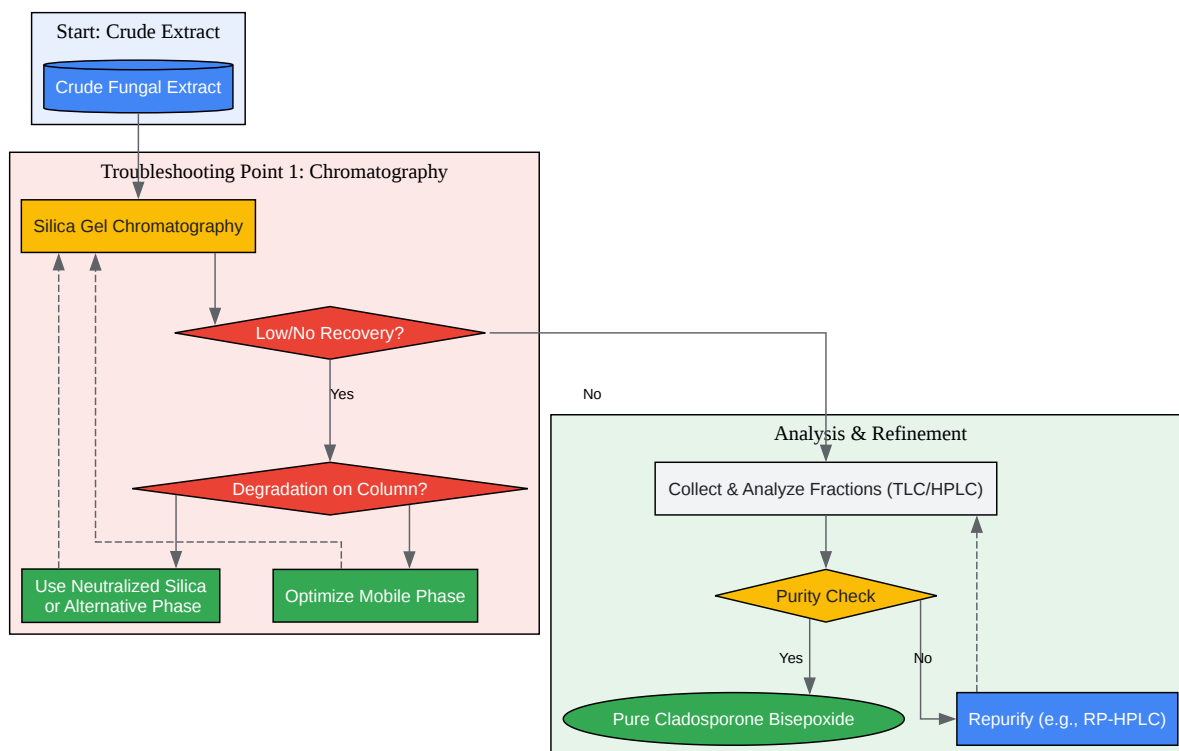 Start: Crude Extract
Crude Fungal Extract
Troubleshooting Point 1: Chromatography
Silica Gel Chromatography
Low/No Recovery?
Yes
No
Degradation on Column?
Use Neutralized Silica
or Alternative Phase
Optimize Mobile Phase
Analysis & Refinement
Collect & Analyze Fractions (TLC/HPLC)
Purity Check
Yes
No
Pure Cladosporone Bisepoxide
Repurify (e.g., RP-HPLC)